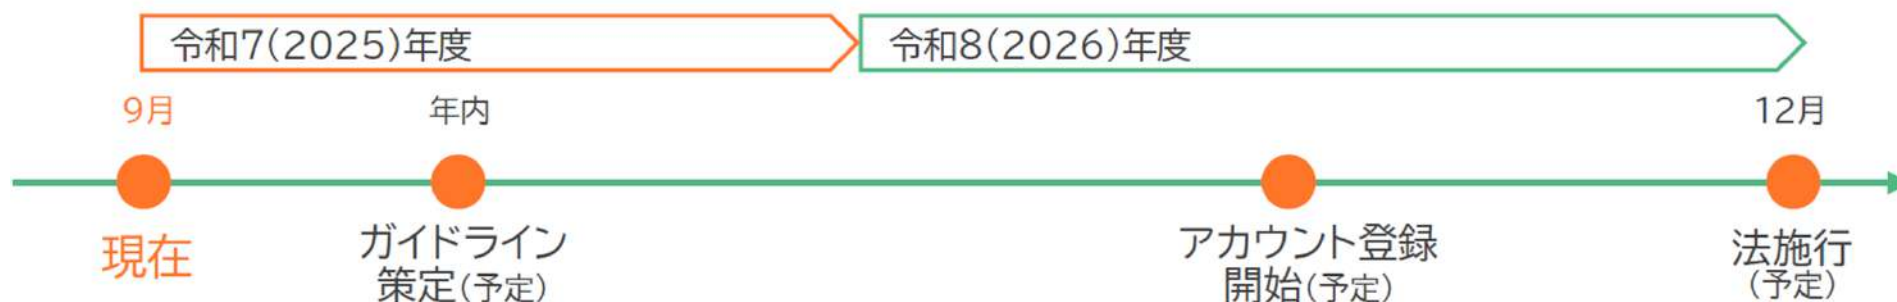 令和7(2025)年度
令和8(2026)年度
9月
年内
12月
現在
ガイドライン
策定(予定)
アカウント登録
開始(予定)
法施行
(予定)